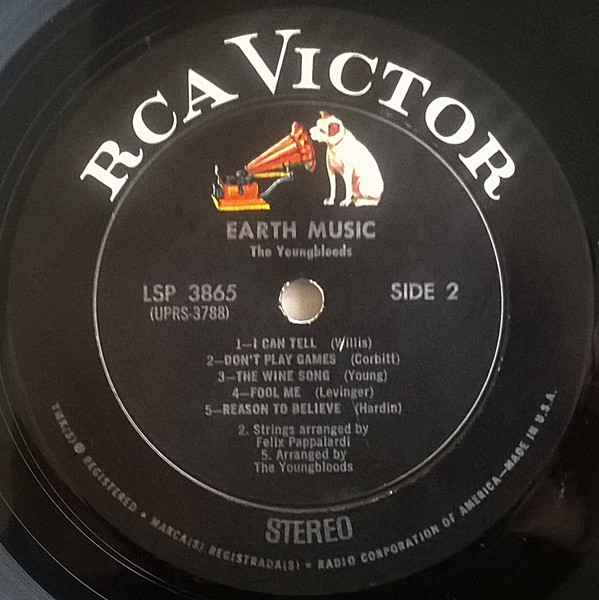 RCA VICTOR
EARTH MUSIC
The Youngbloods
LSP 3865
(UPRS-3788)
SIDE 2
1—I CAN TELL (Willis)
2—DON'T PLAY GAMES (Corbitt)
3—THE WINE SONG (Young)
4—FOOL ME (Levinger)
5—REASON TO BELIEVE (Hardin)
2. Strings arranged by
Felix Pappalardi
5. Arranged by
The Youngbloods
STEREO
TMK(S) ® REGISTERED • MARCA(S) REGISTRADA(S) • RADIO CORPORATION OF AMERICA—MADE IN U.S.A.